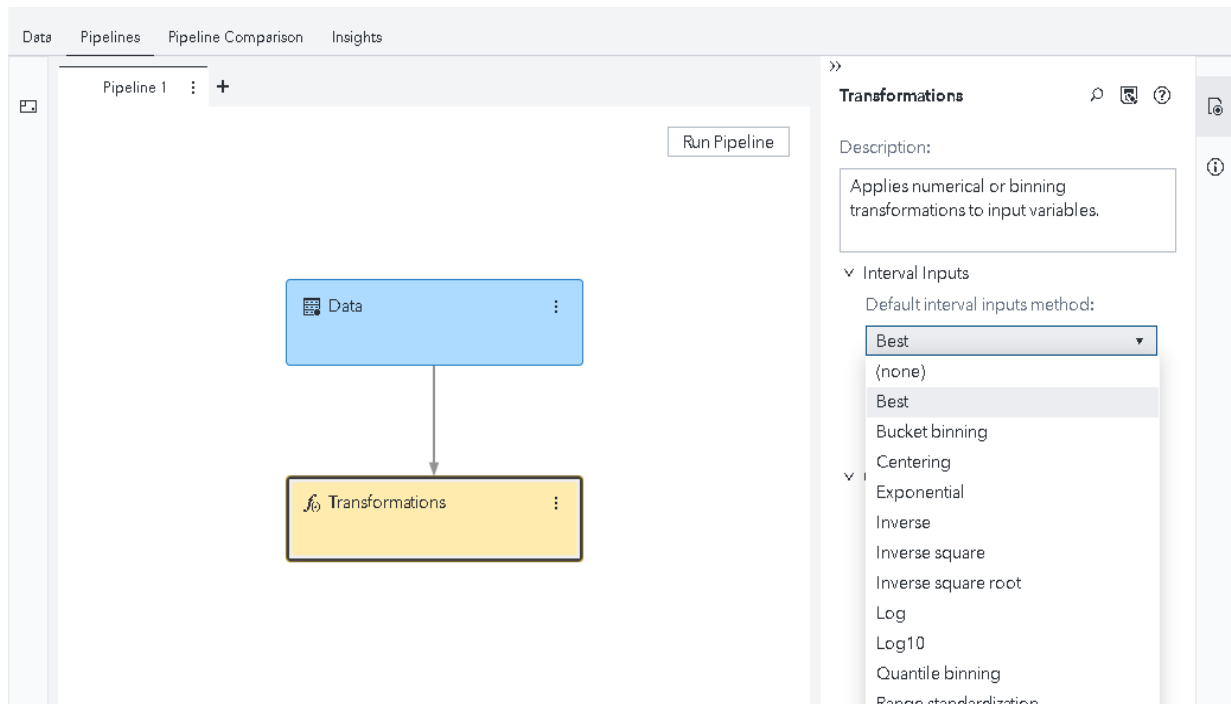 Data Pipelines Pipeline Comparison Insights
Pipeline 1
Run Pipeline
Data
Transformations
Transformations
Description:
Applies numerical or binning
transformations to input variables.
Interval Inputs
Default interval inputs method:
Best
(none)
Best
Bucket binning
Centering
Exponential
Inverse
Inverse square
Inverse square root
Log
Log10
Quantile binning
Range standardization